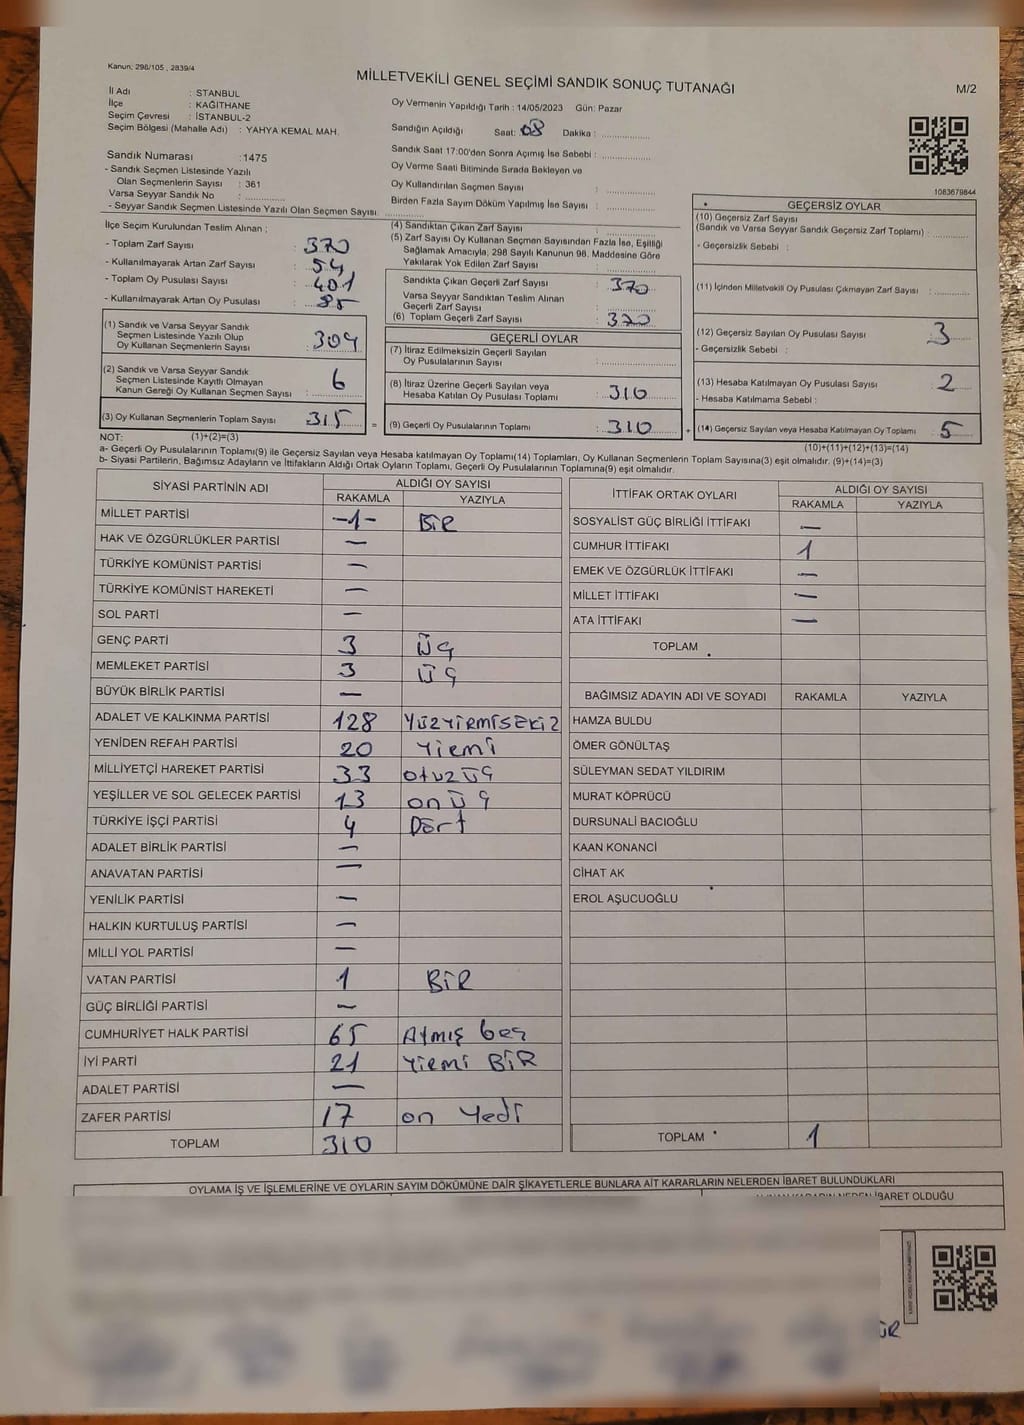 Kanun: 298/105 , 2839/4
MİLLETVEKİLİ GENEL SEÇİMİ SANDIK SONUÇ TUTANAĞI
M/2
İl Adı : STANBUL
İlçe : KAĞITHANE
Seçim Çevresi : İSTANBUL-2
Seçim Bölgesi (Mahalle Adı) : YAHYA KEMAL MAH.
Oy Vermenin Yapıldığı Tarih : 14/05/2023 Gün: Pazar
Sandığın Açıldığı Saat: 08 Dakika :
Sandık Saat 17:00'den Sonra Açımış İse Sebebi :
Oy Verme Saati Bitiminde Sırada Bekleyen ve
Oy Kullandırılan Seçmen Sayısı :
Birden Fazla Sayım Döküm Yapılmış İse Sayısı :
Sandık Numarası : 1475
- Sandık Seçmen Listesinde Yazılı
Olan Seçmenlerin Sayısı : 361
Varsa Seyyar Sandık No :
- Seyyar Sandık Seçmen Listesinde Yazılı Olan Seçmen Sayısı:
1083679844
İlçe Seçim Kurulundan Teslim Alınan ;
- Toplam Zarf Sayısı : 370
- Kullanılmayarak Artan Zarf Sayısı : 54
- Toplam Oy Pusulası Sayısı : 401
- Kullanılmayarak Artan Oy Pusulası : 85
(1) Sandık ve Varsa Seyyar Sandık
Seçmen Listesinde Yazılı Olup
Oy Kullanan Seçmenlerin Sayısı : 309
(2) Sandık ve Varsa Seyyar Sandık
Seçmen Listesinde Kayıtlı Olmayan
Kanun Gereği Oy Kullanan Seçmen Sayısı : 6
(3) Oy Kullanan Seçmenlerin Toplam Sayısı : 315 =
(4) Sandıktan Çıkan Zarf Sayısı :
(5) Zarf Sayısı Oy Kullanan Seçmen Sayısından Fazla İse, Eşitliği
Sağlamak Amacıyla, 298 Sayılı Kanunun 98. Maddesine Göre
Yakılarak Yok Edilen Zarf Sayısı :
Sandıkta Çıkan Geçerli Zarf Sayısı : 370
Varsa Seyyar Sandıktan Teslim Alınan
Geçerli Zarf Sayısı :
(6) Toplam Geçerli Zarf Sayısı : 370
GEÇERLİ OYLAR
(7) İtiraz Edilmeksizin Geçerli Sayılan
Oy Pusulalarının Sayısı :
(8) İtiraz Üzerine Geçerli Sayılan veya
Hesaba Katılan Oy Pusulası Toplamı : 310
(9) Geçerli Oy Pusulalarının Toplamı : 310 +
GEÇERSİZ OYLAR
(10) Geçersiz Zarf Sayısı
(Sandık ve Varsa Seyyar Sandık Geçersiz Zarf Toplamı) :
- Geçersizlik Sebebi :
(11) İçinden Milletvekili Oy Pusulası Çıkmayan Zarf Sayısı :
(12) Geçersiz Sayılan Oy Pusulası Sayısı : 3
- Geçersizlik Sebebi :
(13) Hesaba Katılmayan Oy Pusulası Sayısı : 2
- Hesaba Katılmama Sebebi :
(14) Geçersiz Sayılan veya Hesaba Katılmayan Oy Toplamı : 5
NOT: (1)+(2)=(3) (10)+(11)+(12)+(13)=(14)
a- Geçerli Oy Pusulalarının Toplamı(9) ile Geçersiz Sayılan veya Hesap katılmayan Oy Toplamı(14) Toplamları, Oy Kullanan Seçmenlerin Toplam Sayısına(3) eşit olmalıdır. (9)+(14)=(3)
b- Siyasi Partilerin, Bağımsız Adayların ve İttifakların Aldığı Ortak Oyların Toplamı, Geçerli Oy Pusulalarının Toplamına(9) eşit olmalıdır.
SİYASİ PARTİNİN ADI ALDIĞI OY SAYISI
RAKAMLA YAZIYLA
MİLLET PARTİSİ -1- BİR
HAK VE ÖZGÜRLÜKLER PARTİSİ —
TÜRKİYE KOMÜNİST PARTİSİ —
TÜRKİYE KOMÜNİST HAREKETİ —
SOL PARTİ —
GENÇ PARTİ 3 üç
MEMLEKET PARTİSİ 3 üç
BÜYÜK BİRLİK PARTİSİ —
ADALET VE KALKINMA PARTİSİ 128 Yüzyirmisekiz
YENİDEN REFAH PARTİSİ 20 Yirmi
MİLLİYETÇİ HAREKET PARTİSİ 33 otuzüç
YEŞİLLER VE SOL GELECEK PARTİSİ 13 onüç
TÜRKİYE İŞÇİ PARTİSİ 4 Dört
ADALET BİRLİK PARTİSİ —
ANAVATAN PARTİSİ —
YENİLİK PARTİSİ —
HALKIN KURTULUŞ PARTİSİ —
MİLLİ YOL PARTİSİ —
VATAN PARTİSİ 1 BİR
GÜÇ BİRLİĞİ PARTİSİ —
CUMHURİYET HALK PARTİSİ 65 Atmış beş
İYİ PARTİ 21 Yirmi BİR
ADALET PARTİSİ —
ZAFER PARTİSİ 17 on Yedi
TOPLAM 310
İTTİFAK ORTAK OYLARI ALDIĞI OY SAYISI
RAKAMLA YAZIYLA
SOSYALİST GÜÇ BİRLİĞİ İTTİFAKI —
CUMHUR İTTİFAKI 1
EMEK VE ÖZGÜRLÜK İTTİFAKI —
MİLLET İTTİFAKI —
ATA İTTİFAKI —
TOPLAM
BAĞIMSIZ ADAYIN ADI VE SOYADI RAKAMLA YAZIYLA
HAMZA BULDU
ÖMER GÖNÜLTAŞ
SÜLEYMAN SEDAT YILDIRIM
MURAT KÖPRÜCÜ
DURSUNALİ BACIOĞLU
KAAN KONANCİ
CİHAT AK
EROL AŞUCUOĞLU
TOPLAM 1
OYLAMA İŞ VE İŞLEMLERİNE VE OYLARIN SAYIM DÖKÜMÜNE DAİR ŞİKAYETLERLE BUNLARA AİT KARARLARIN NELERDEN İBARET BULUNDUKLARI
İBARET OLDUĞU